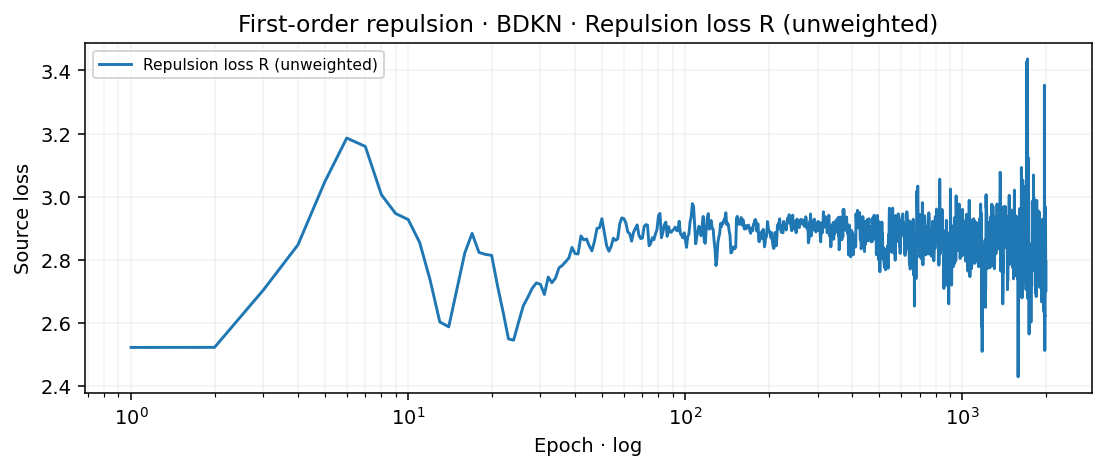 First-order repulsion · BDKN · Repulsion loss R (unweighted)
Repulsion loss R (unweighted)
Source loss
3.4
3.2
3.0
2.8
2.6
2.4
10⁰
10¹
10²
10³
Epoch · log